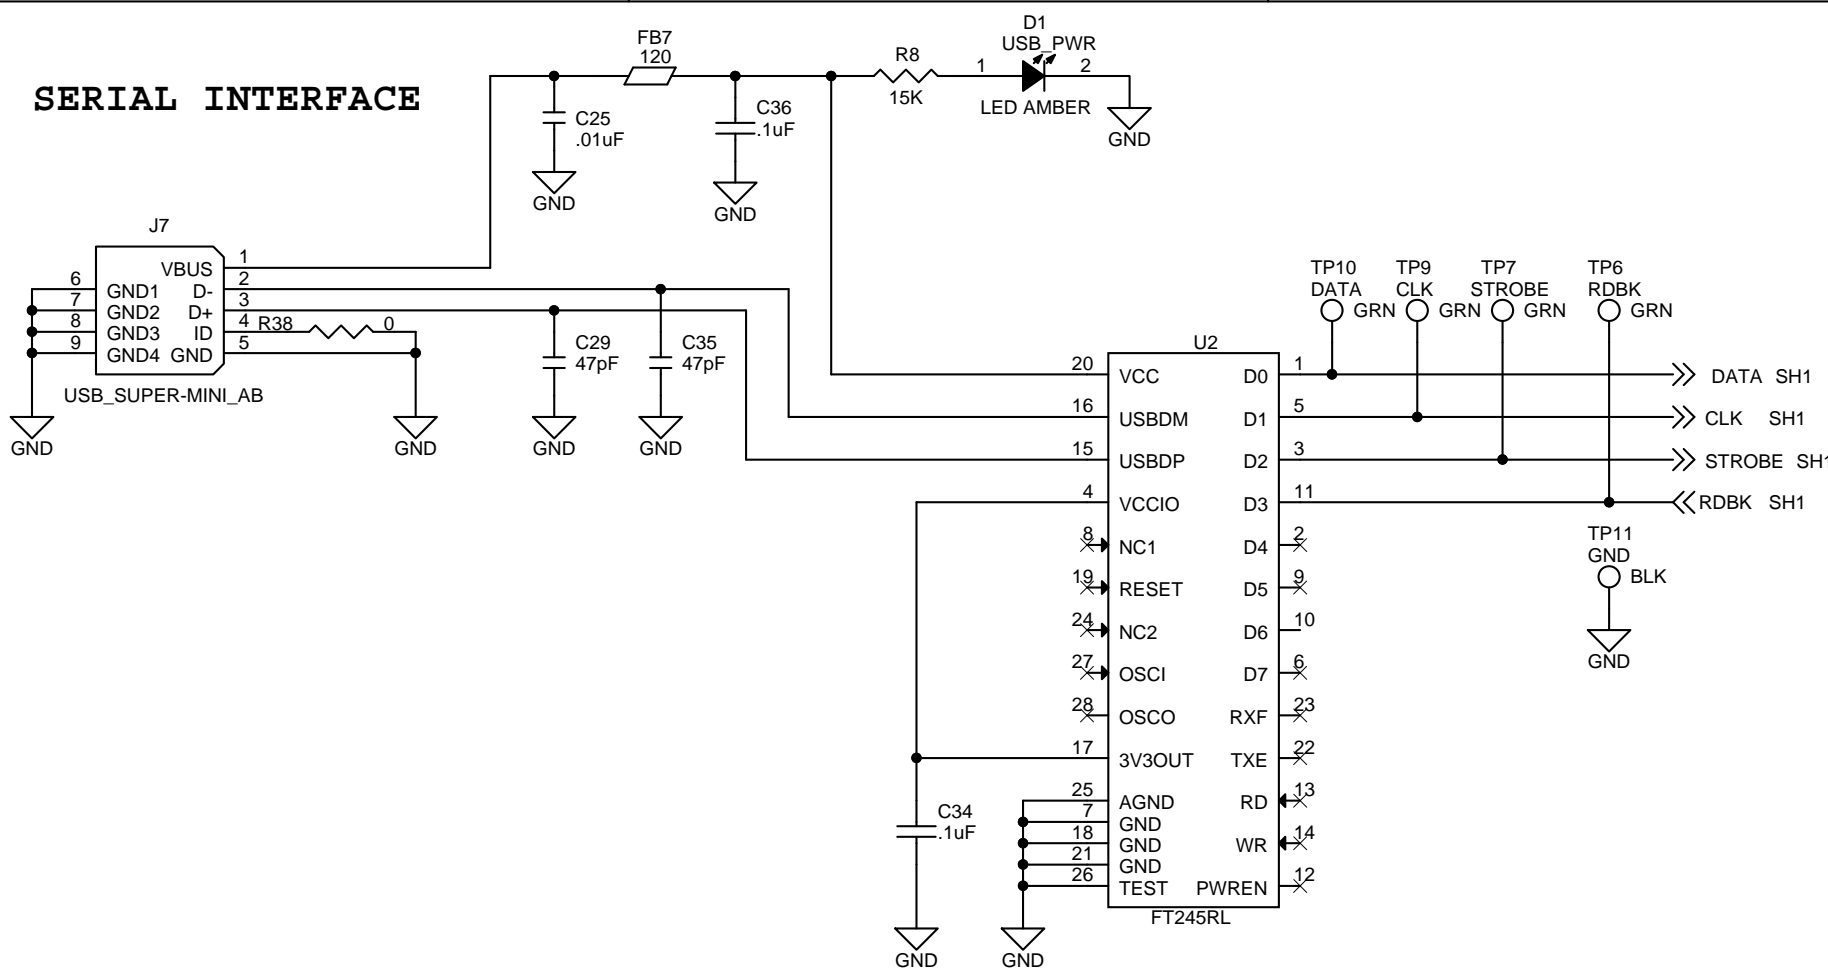 SERIAL INTERFACE
FB7
120
R8
15K
D1
USB_PWR
1
2
LED AMBER
GND
C25
.01uF
GND
C36
.1uF
GND
J7
VBUS
1
6
GND1
D-
2
7
GND2
D+
3
8
GND3
ID
4
R38
0
9
GND4
GND
5
USB_SUPER-MINI_AB
GND
GND
C29
47pF
GND
C35
47pF
GND
TP10
DATA
GRN
TP9
CLK
GRN
TP7
STROBE
GRN
TP6
RDBK
GRN
U2
20
VCC
D0
1
DATA SH1
16
USBDM
D1
5
CLK SH1
15
USBDP
D2
3
STROBE SH1
4
VCCIO
D3
11
RDBK SH1
8
NC1
D4
2
19
RESET
D5
9
24
NC2
D6
10
27
OSCI
D7
6
28
OSCO
RXF
23
17
3V3OUT
TXE
22
25
AGND
RD
13
7
GND
18
GND
WR
14
21
GND
26
TEST
PWREN
12
FT245RL
TP11
GND
BLK
GND
C34
.1uF
GND
GND